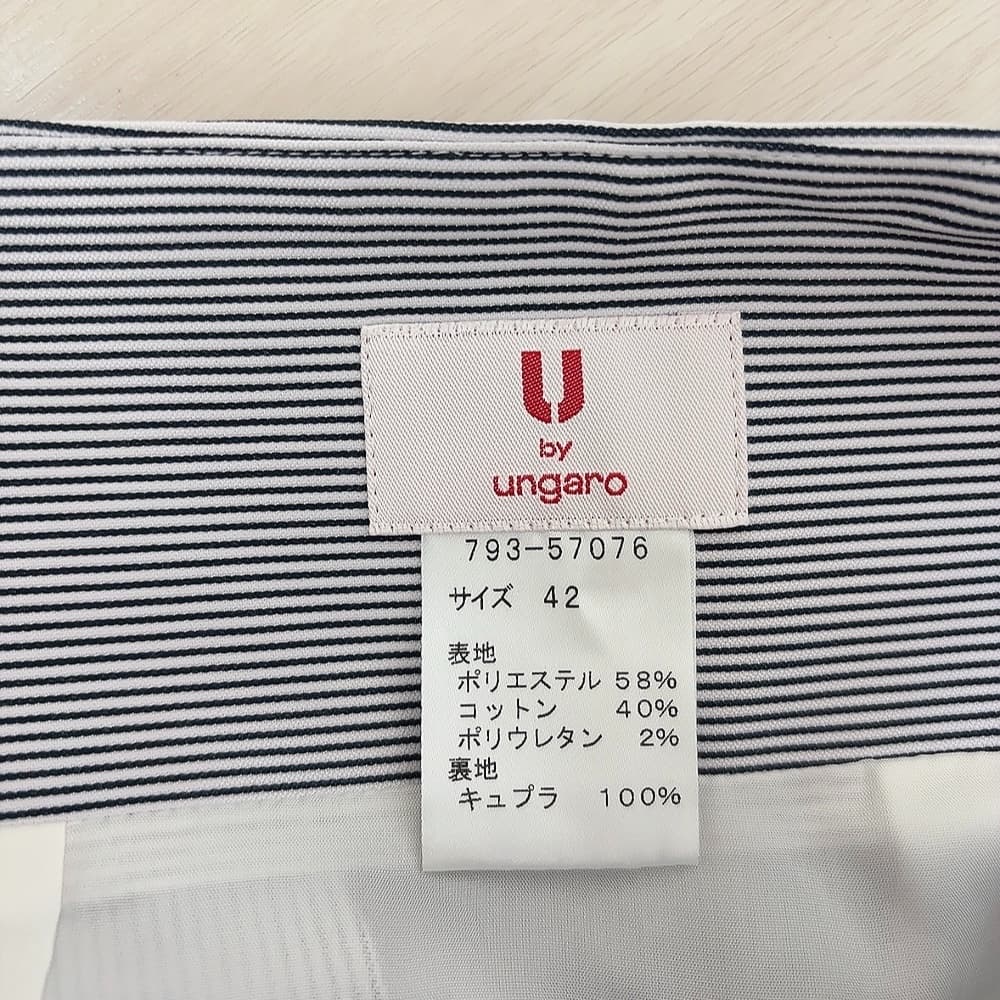 U
by
ungaro
793-57076
サイズ 42
表地
ポリエステル 58%
コットン 40%
ポリウレタン 2%
裏地
キュプラ 100%